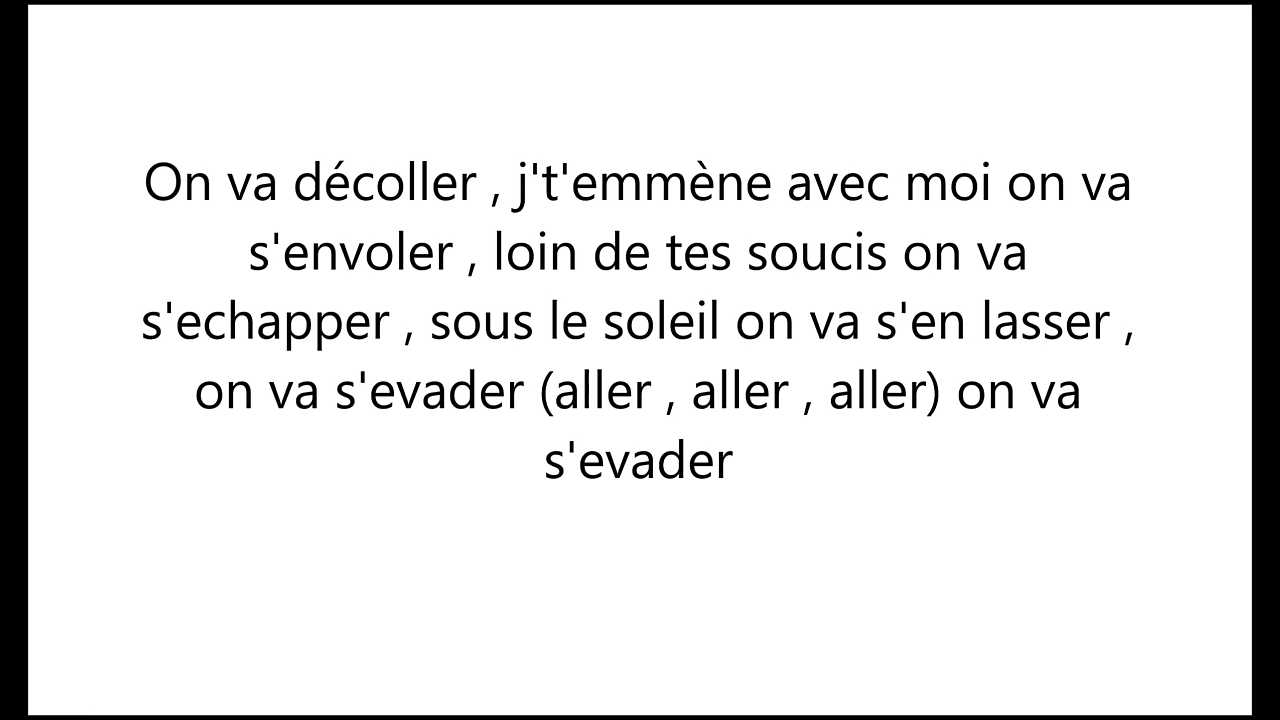 On va décoller , j't'emmène avec moi on va
s'envoler , loin de tes soucis on va
s'echapper , sous le soleil on va s'en lasser ,
on va s'evader (aller , aller , aller) on va
s'evader